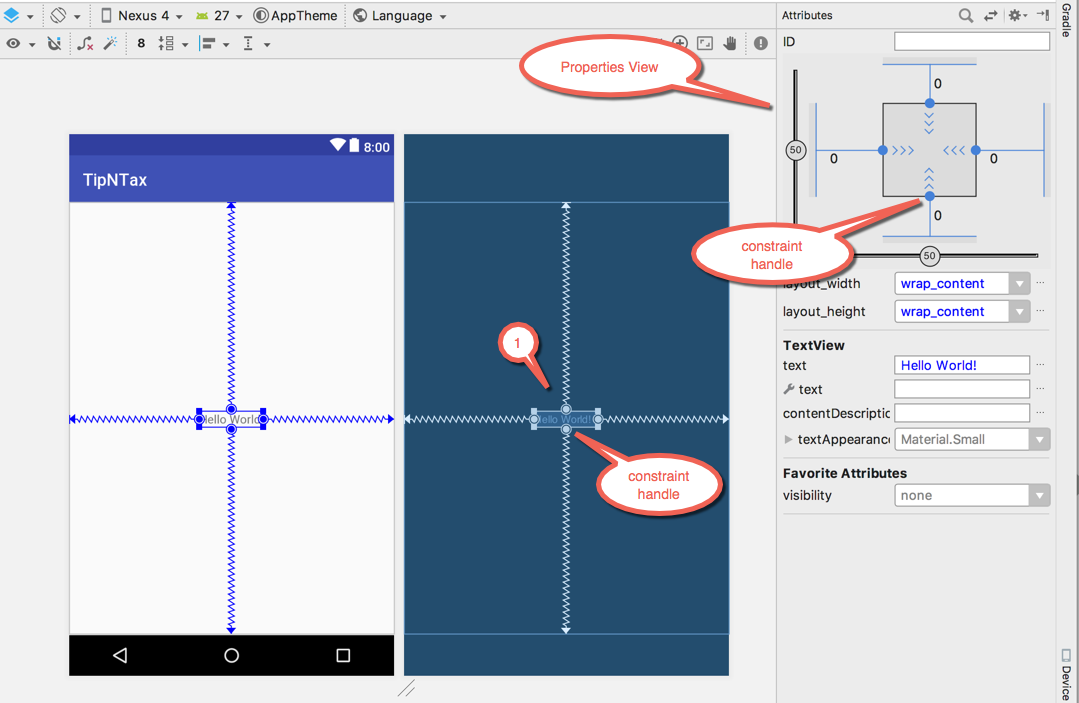 Nexus 4
27
AppTheme
Language
Attributes
Gradle
8
ID
Properties View
0
50
0
0
0
8:00
TipNTax
constraint
handle
50
layout_width
wrap_content
layout_height
wrap_content
1
TextView
text
Hello World!
text
contentDescriptic
Hello World
Hello World!
textAppearance
Material.Small
Favorite Attributes
constraint
handle
visibility
none
Device